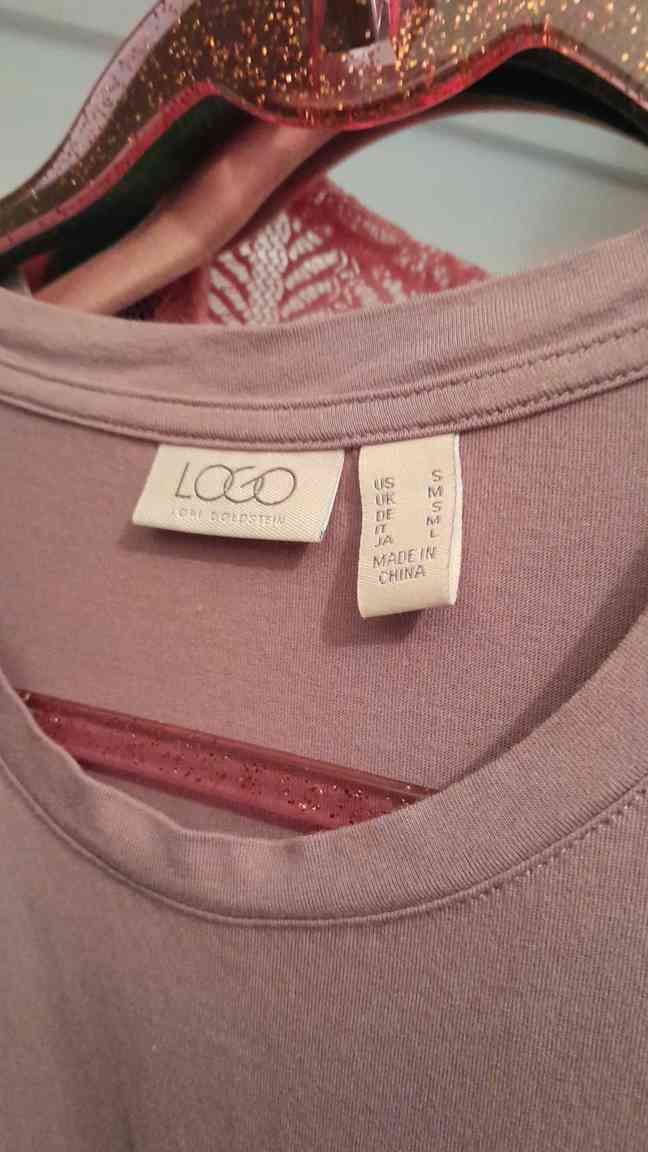 LOGO
LORI GOLDSTEIN
US S
UK M
DE S
IT M
JA L
MADE IN
CHINA